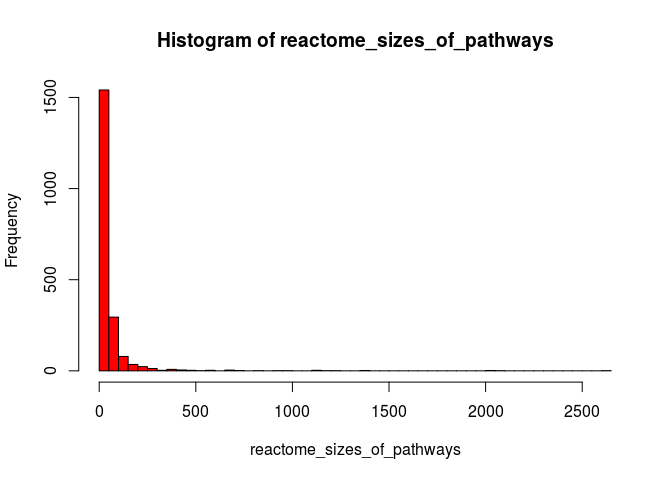 Histogram of reactome_sizes_of_pathways
Frequency
1500
1000
500
0
0 500 1000 1500 2000 2500
reactome_sizes_of_pathways